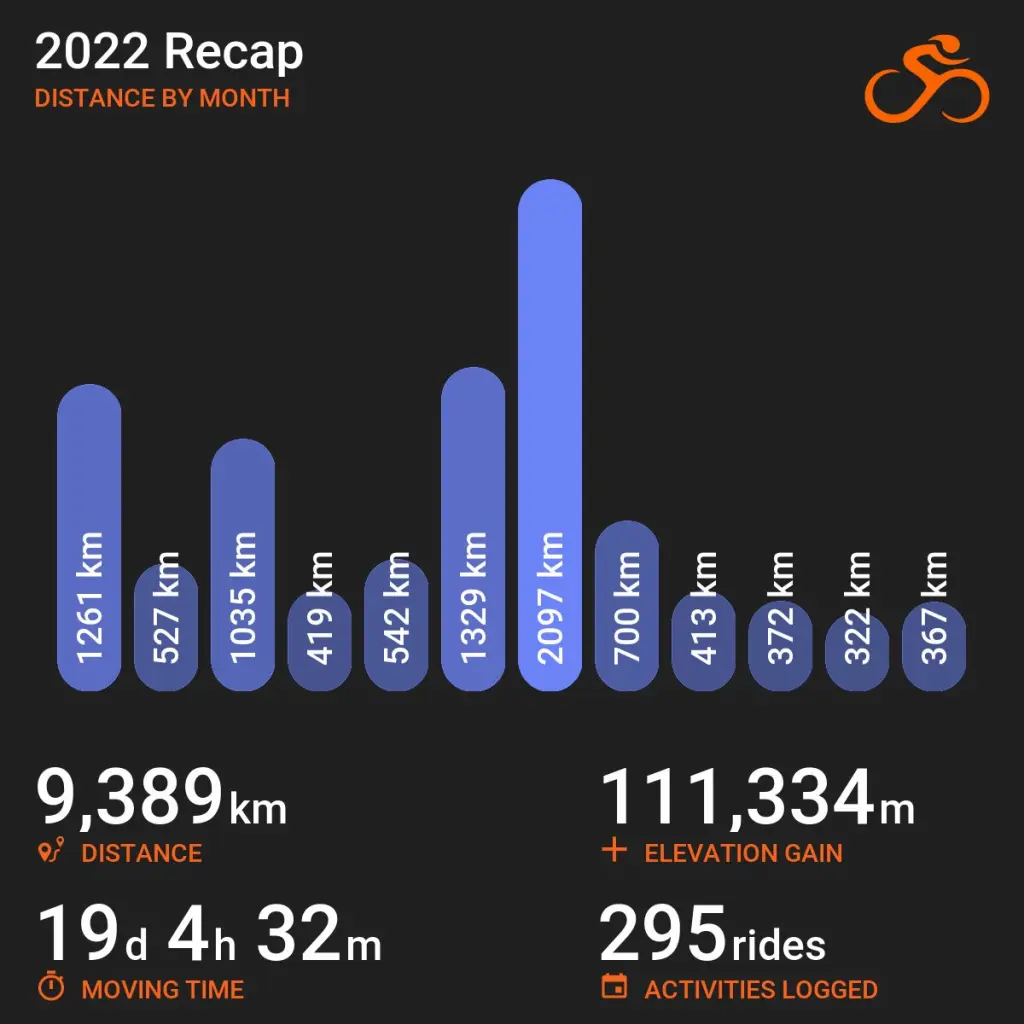 2022 Recap
DISTANCE BY MONTH
1261 km
527 km
1035 km
419 km
542 km
1329 km
2097 km
700 km
413 km
372 km
322 km
367 km
9,389km
DISTANCE
111,334m
ELEVATION GAIN
19d 4h 32m
MOVING TIME
295rides
ACTIVITIES LOGGED